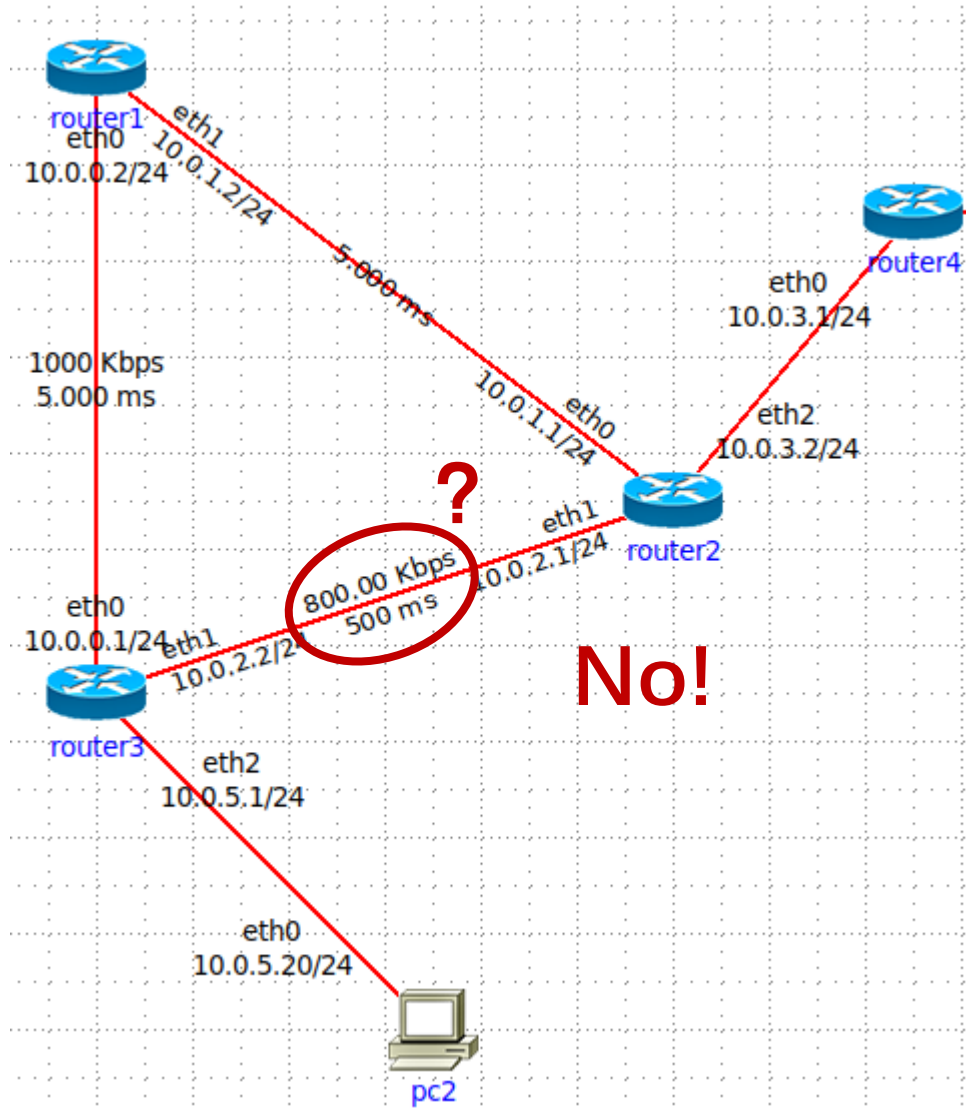 router1
eth0
10.0.0.2/24
eth1
10.0.1.2/24
5.000 ms
router4
eth0
10.0.3.1/24
1000 Kbps
5.000 ms
eth0
10.0.1.1/24
eth2
10.0.3.2/24
?
eth1
10.0.2.1/24
router2
800.00 Kbps
500 ms
eth0
10.0.0.1/24
eth1
10.0.2.2/24
No!
router3
eth2
10.0.5.1/24
eth0
10.0.5.20/24
pc2